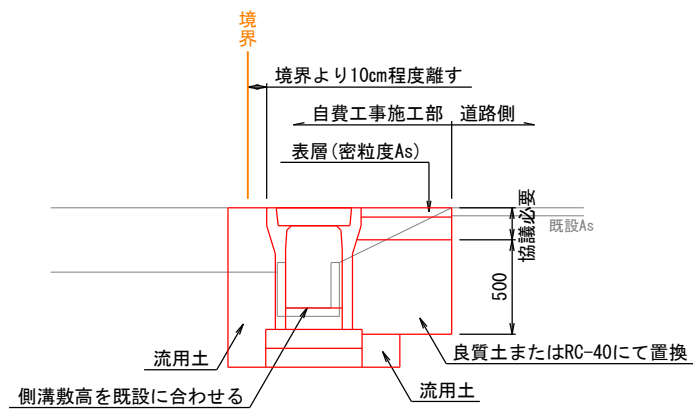 境界
境界より10cm程度離す
自費工事施工部 道路側
表層(密粒度As)
協議必要
既設As
500
良質土またはRC-40にて置換
流用土
流用土
側溝敷高を既設に合わせる